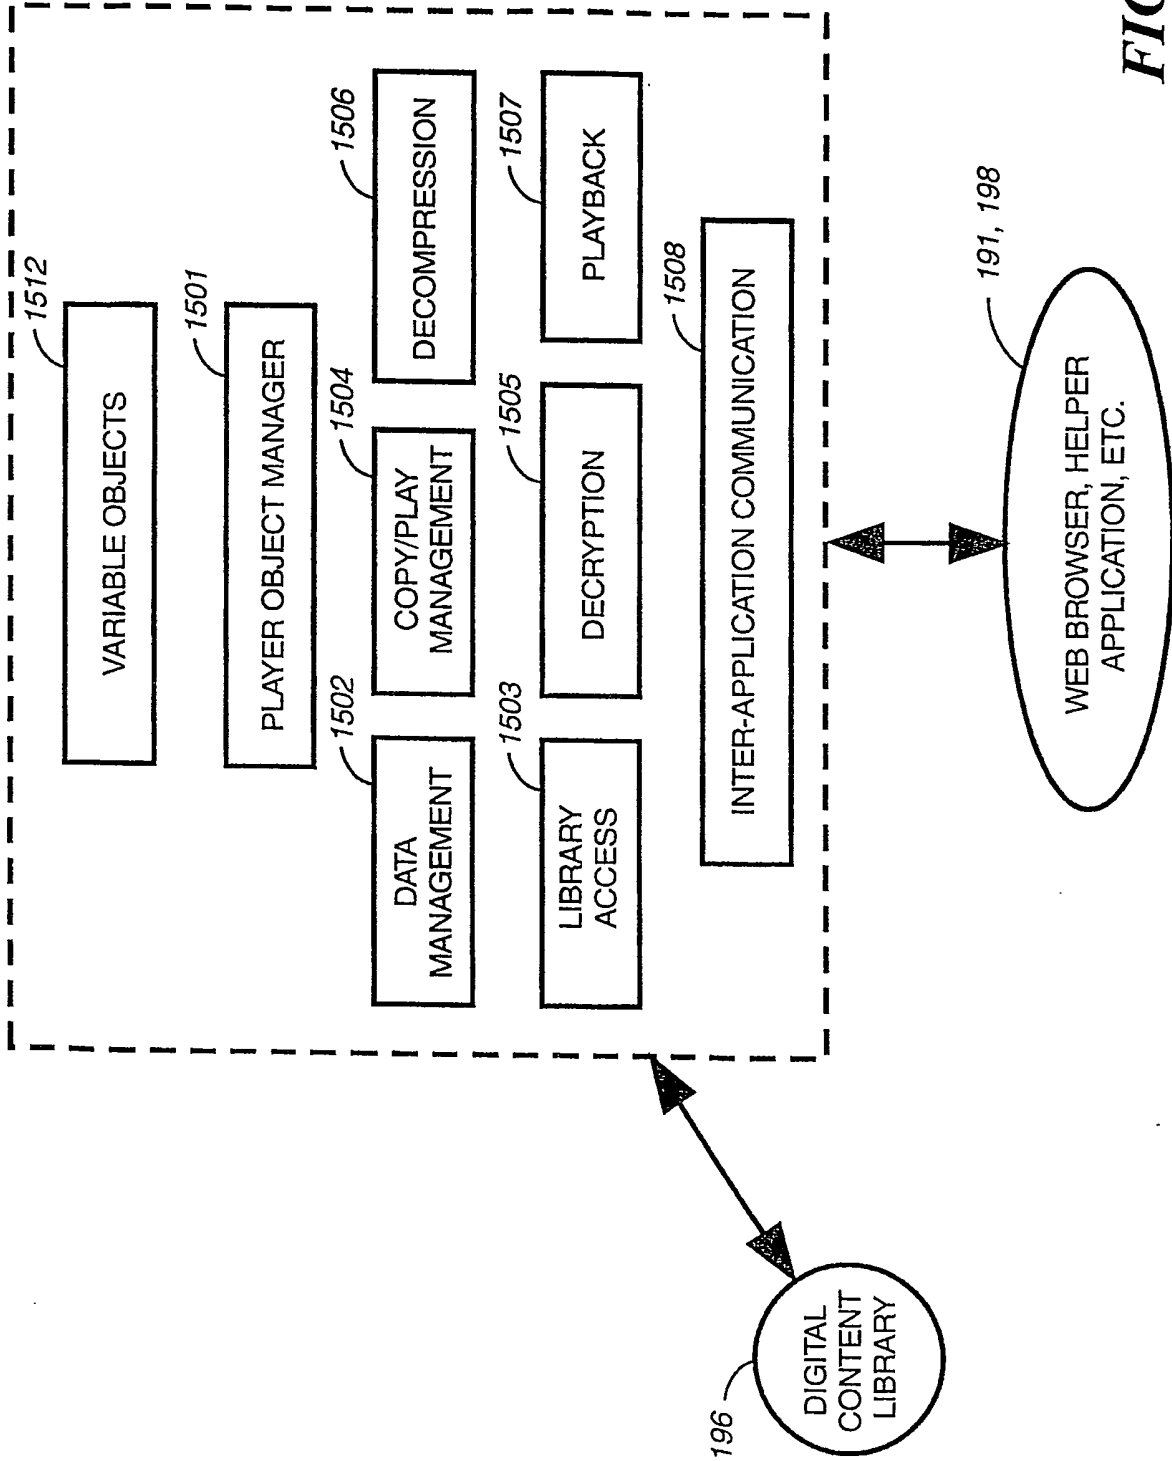 1512
VARIABLE OBJECTS
1501
PLAYER OBJECT MANAGER
1502
DATA
MANAGEMENT
1504
COPY/PLAY
MANAGEMENT
1506
DECOMPRESSION
1503
LIBRARY
ACCESS
1505
DECRYPTION
1507
PLAYBACK
1508
INTER-APPLICATION COMMUNICATION
196
DIGITAL
CONTENT
LIBRARY
191, 198
WEB BROWSER, HELPER
APPLICATION, ETC.